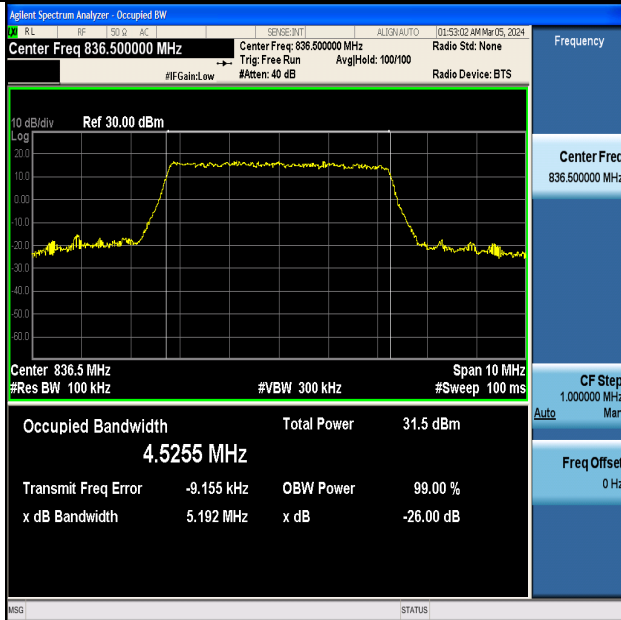 Agilent Spectrum Analyzer - Occupied BW
LXI RL RF 50 Ω AC SENSE:INT ALIGN AUTO 01:53:02 AM Mar 05, 2024
Center Freq 836.500000 MHz
Center Freq: 836.500000 MHz
Radio Std: None
Trig: Free Run Avg|Hold: 100/100
#IFGain:Low #Atten: 40 dB Radio Device: BTS
Frequency
10 dB/div Ref 30.00 dBm
Log
20.0
10.0
0.00
-10.0
-20.0
-30.0
-40.0
-50.0
-60.0
Center 836.5 MHz Span 10 MHz
#Res BW 100 kHz #VBW 300 kHz #Sweep 100 ms
Center Freq
836.500000 MHz
CF Step
1.000000 MHz
Auto Man
Freq Offset
0 Hz
Occupied Bandwidth Total Power 31.5 dBm
4.5255 MHz
Transmit Freq Error -9.155 kHz OBW Power 99.00 %
x dB Bandwidth 5.192 MHz x dB -26.00 dB
MSG STATUS